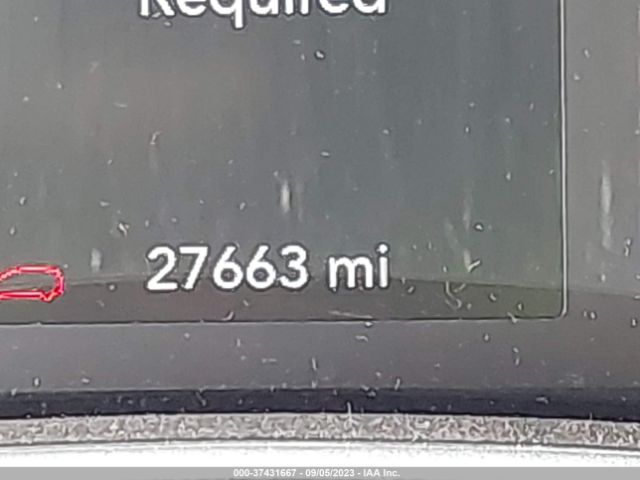 Required
27663 mi
000-37431667 - 09/05/2023 - IAA Inc.